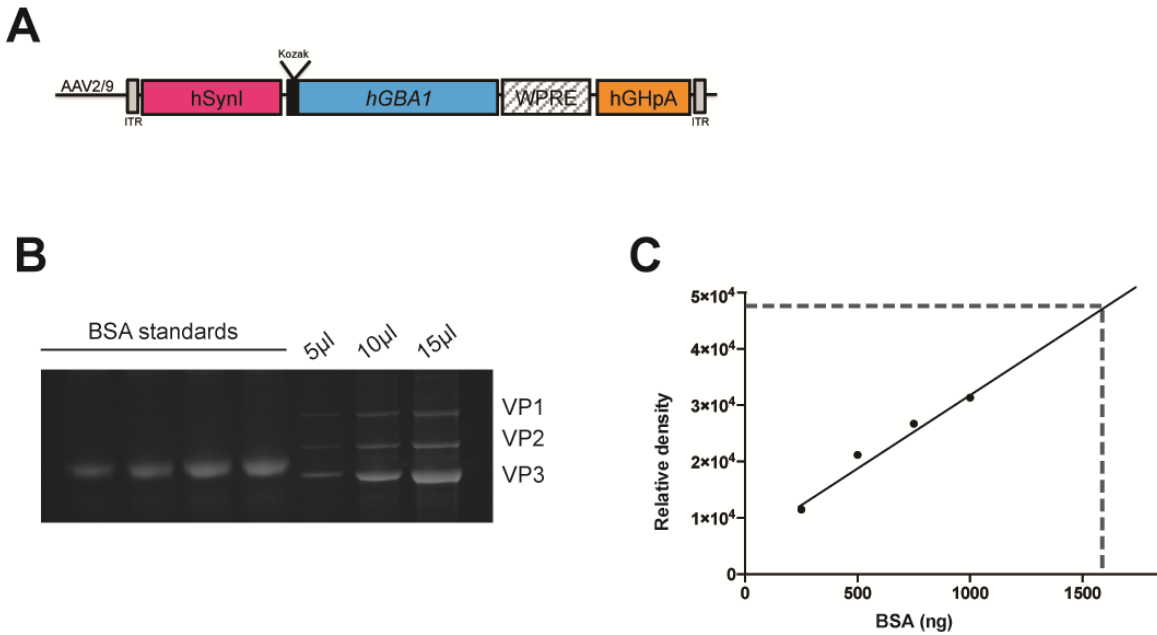 A
Kozak
AAV2/9
hSynI
hGBA1
WPRE
hGHpA
ITR
ITR
B
BSA standards
5µl
10µl
15µl
VP1
VP2
VP3
C
5×10⁴
4×10⁴
3×10⁴
2×10⁴
1×10⁴
0
Relative density
0
500
1000
1500
BSA (ng)